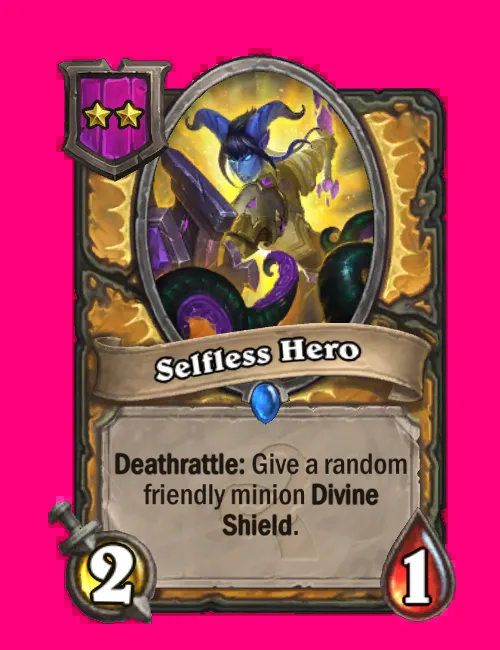 Selfless Hero
Deathrattle: Give a random
friendly minion Divine
Shield.
2
1